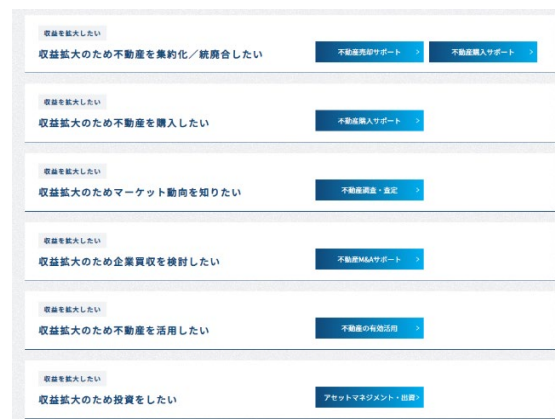 収益を拡大したい
収益拡大のため不動産を集約化／統廃合したい
不動産売却サポート >
不動産購入サポート >
収益を拡大したい
収益拡大のため不動産を購入したい
不動産購入サポート >
収益を拡大したい
収益拡大のためマーケット動向を知りたい
不動産調査・査定 >
収益を拡大したい
収益拡大のため企業買収を検討したい
不動産M&Aサポート >
収益を拡大したい
収益拡大のため不動産を活用したい
不動産の有効活用 >
収益を拡大したい
収益拡大のため投資をしたい
アセットマネジメント・出資 >